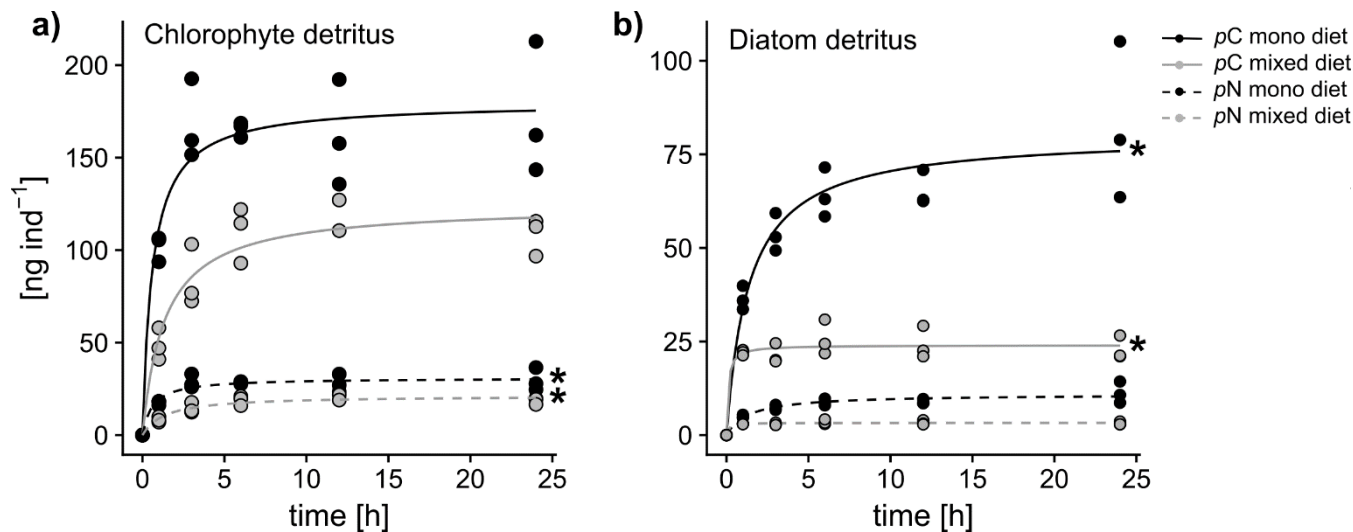 a)
Chlorophyte detritus
200
150
100
50
0
[ng ind⁻¹]
0 5 10 15 20 25
time [h]
*
*
b)
Diatom detritus
100
75
50
25
0
0 5 10 15 20 25
time [h]
*
*
pC mono diet
pC mixed diet
pN mono diet
pN mixed diet